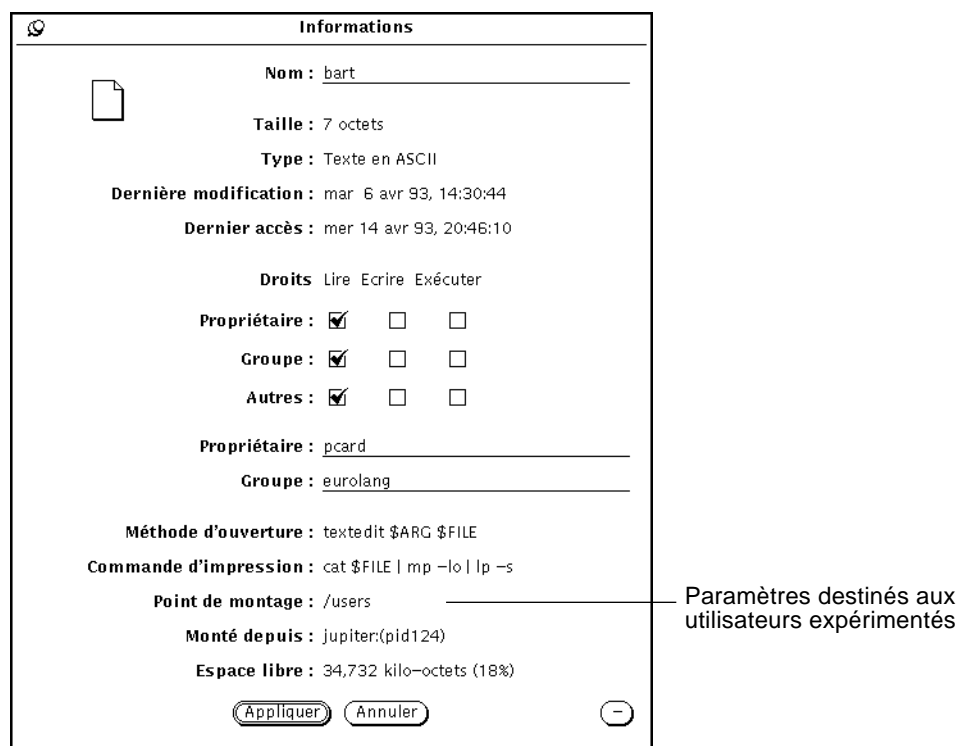 Informations
Nom : bart
Taille : 7 octets
Type : Texte en ASCII
Dernière modification : mar 6 avr 93, 14:30:44
Dernier accès : mer 14 avr 93, 20:46:10
Droits Lire Ecrire Exécuter
Propriétaire :
Groupe :
Autres :
Propriétaire : pcard
Groupe : eurolang
Méthode d'ouverture : textedit $ARG $FILE
Commande d'impression : cat $FILE | mp -lo | lp -s
Point de montage : /users
Paramètres destinés aux
utilisateurs expérimentés
Monté depuis : jupiter:(pid124)
Espace libre : 34,732 kilo-octets (18%)
Appliquer Annuler -